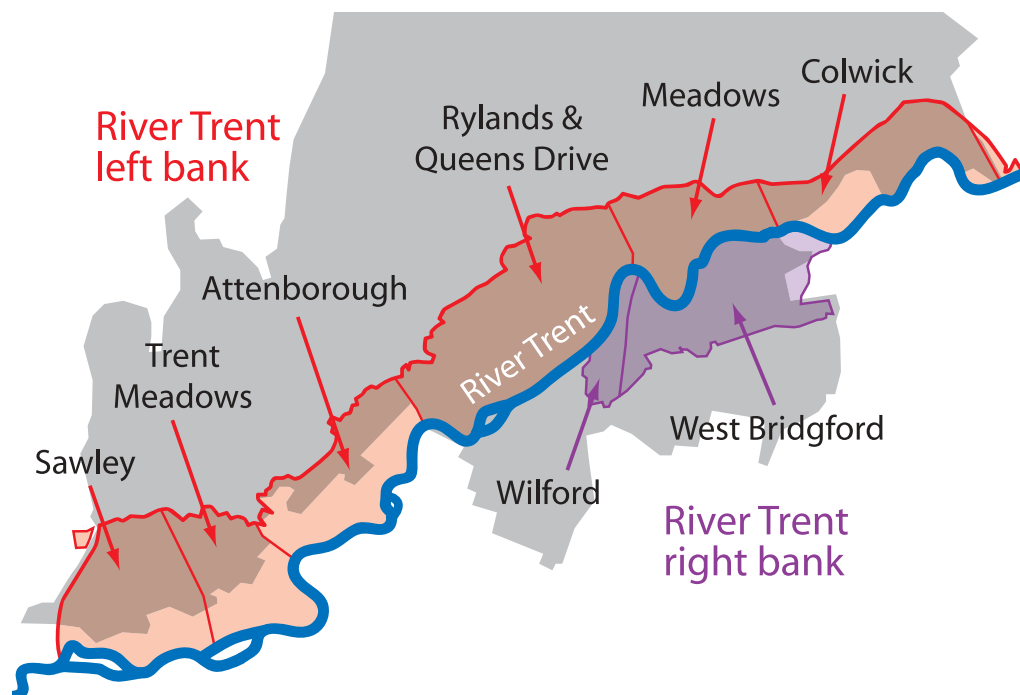 Colwick
Meadows
River Trent
left bank
Rylands &
Queens Drive
Attenborough
Trent
Meadows
River Trent
Sawley
West Bridgford
Wilford
River Trent
right bank